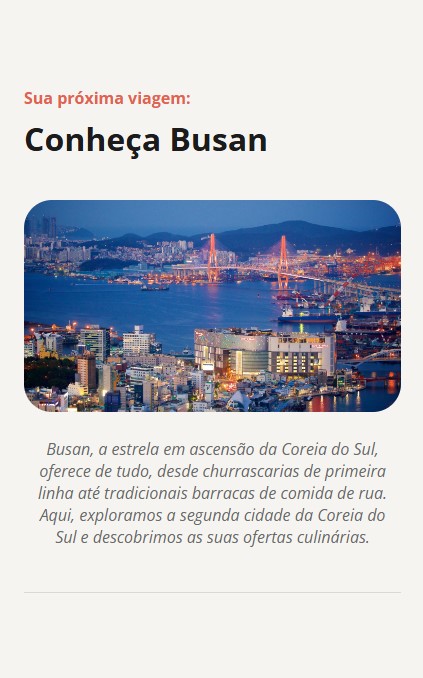 Sua próxima viagem:
Conheça Busan
Busan, a estrela em ascensão da Coreia do Sul,
oferece de tudo, desde churrascarias de primeira
linha até tradicionais barracas de comida de rua.
Aqui, exploramos a segunda cidade da Coreia do
Sul e descobrimos as suas ofertas culinárias.